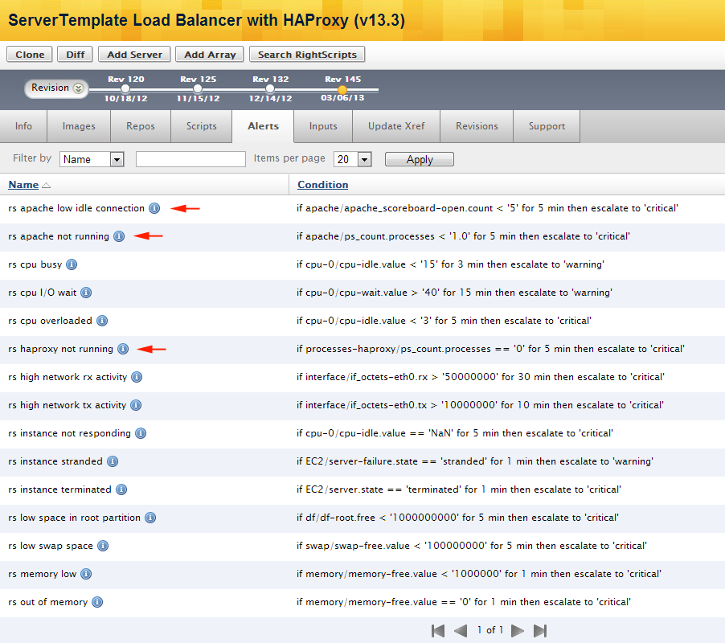 ServerTemplate Load Balancer with HAProxy (v13.3)
Clone Diff Add Server Add Array Search RightScripts
Revision Rev 120 Rev 125 Rev 132 Rev 145
10/18/12 11/15/12 12/14/12 03/06/13
Info Images Repos Scripts Alerts Inputs Update Xref Revisions Support
Filter by Name Items per page 20 Apply
Name Condition
rs apache low idle connection if apache/apache_scoreboard-open.count < '5' for 5 min then escalate to 'critical'
rs apache not running if apache/ps_count.processes < '1.0' for 5 min then escalate to 'critical'
rs cpu busy if cpu-0/cpu-idle.value < '15' for 3 min then escalate to 'warning'
rs cpu I/O wait if cpu-0/cpu-wait.value > '40' for 15 min then escalate to 'warning'
rs cpu overloaded if cpu-0/cpu-idle.value < '3' for 5 min then escalate to 'critical'
rs haproxy not running if processes-haproxy/ps_count.processes == '0' for 5 min then escalate to 'critical'
rs high network rx activity if interface/if_octets-eth0.rx > '50000000' for 30 min then escalate to 'critical'
rs high network tx activity if interface/if_octets-eth0.tx > '10000000' for 10 min then escalate to 'critical'
rs instance not responding if cpu-0/cpu-idle.value == 'NaN' for 5 min then escalate to 'critical'
rs instance stranded if EC2/server-failure.state == 'stranded' for 1 min then escalate to 'warning'
rs instance terminated if EC2/server.state == 'terminated' for 1 min then escalate to 'critical'
rs low space in root partition if df/df-root.free < '1000000000' for 5 min then escalate to 'critical'
rs low swap space if swap/swap-free.value < '100000000' for 5 min then escalate to 'critical'
rs memory low if memory/memory-free.value < '1000000' for 1 min then escalate to 'critical'
rs out of memory if memory/memory-free.value == '0' for 1 min then escalate to 'critical'
1 of 1